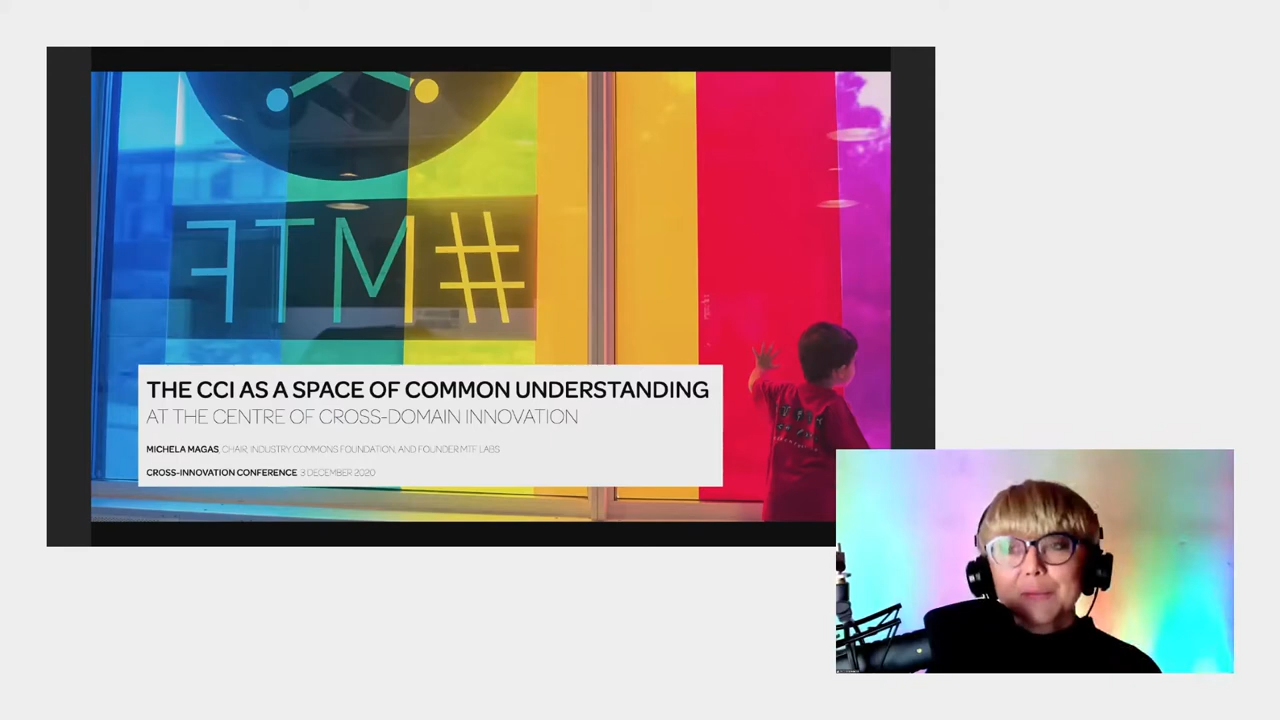 #MTF
THE CCI AS A SPACE OF COMMON UNDERSTANDING
AT THE CENTRE OF CROSS-DOMAIN INNOVATION
MICHELA MAGAS, CHAIR, INDUSTRY COMMONS FOUNDATION, AND FOUNDER MTF LABS
CROSS-INNOVATION CONFERENCE 3 DECEMBER 2020